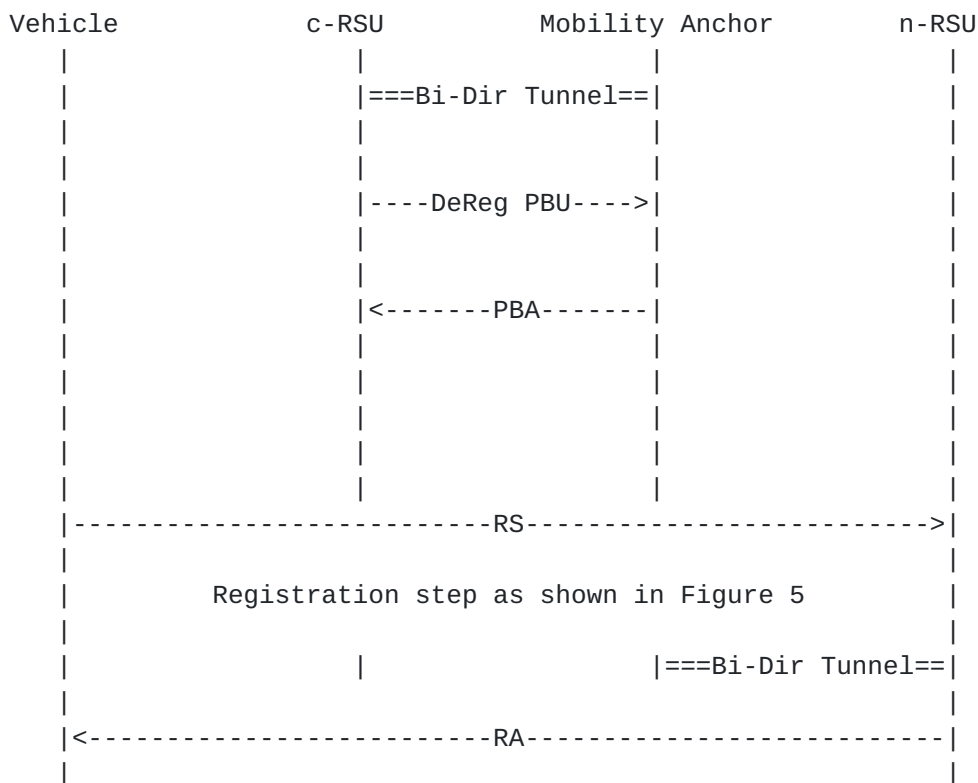 Vehicle c-RSU Mobility Anchor n-RSU
===Bi-Dir Tunnel==
----DeReg PBU---->
<-------PBA-------
---------------------------RS--------------------------->
Registration step as shown in Figure 5
===Bi-Dir Tunnel==
<---------------------------RA----------------------------